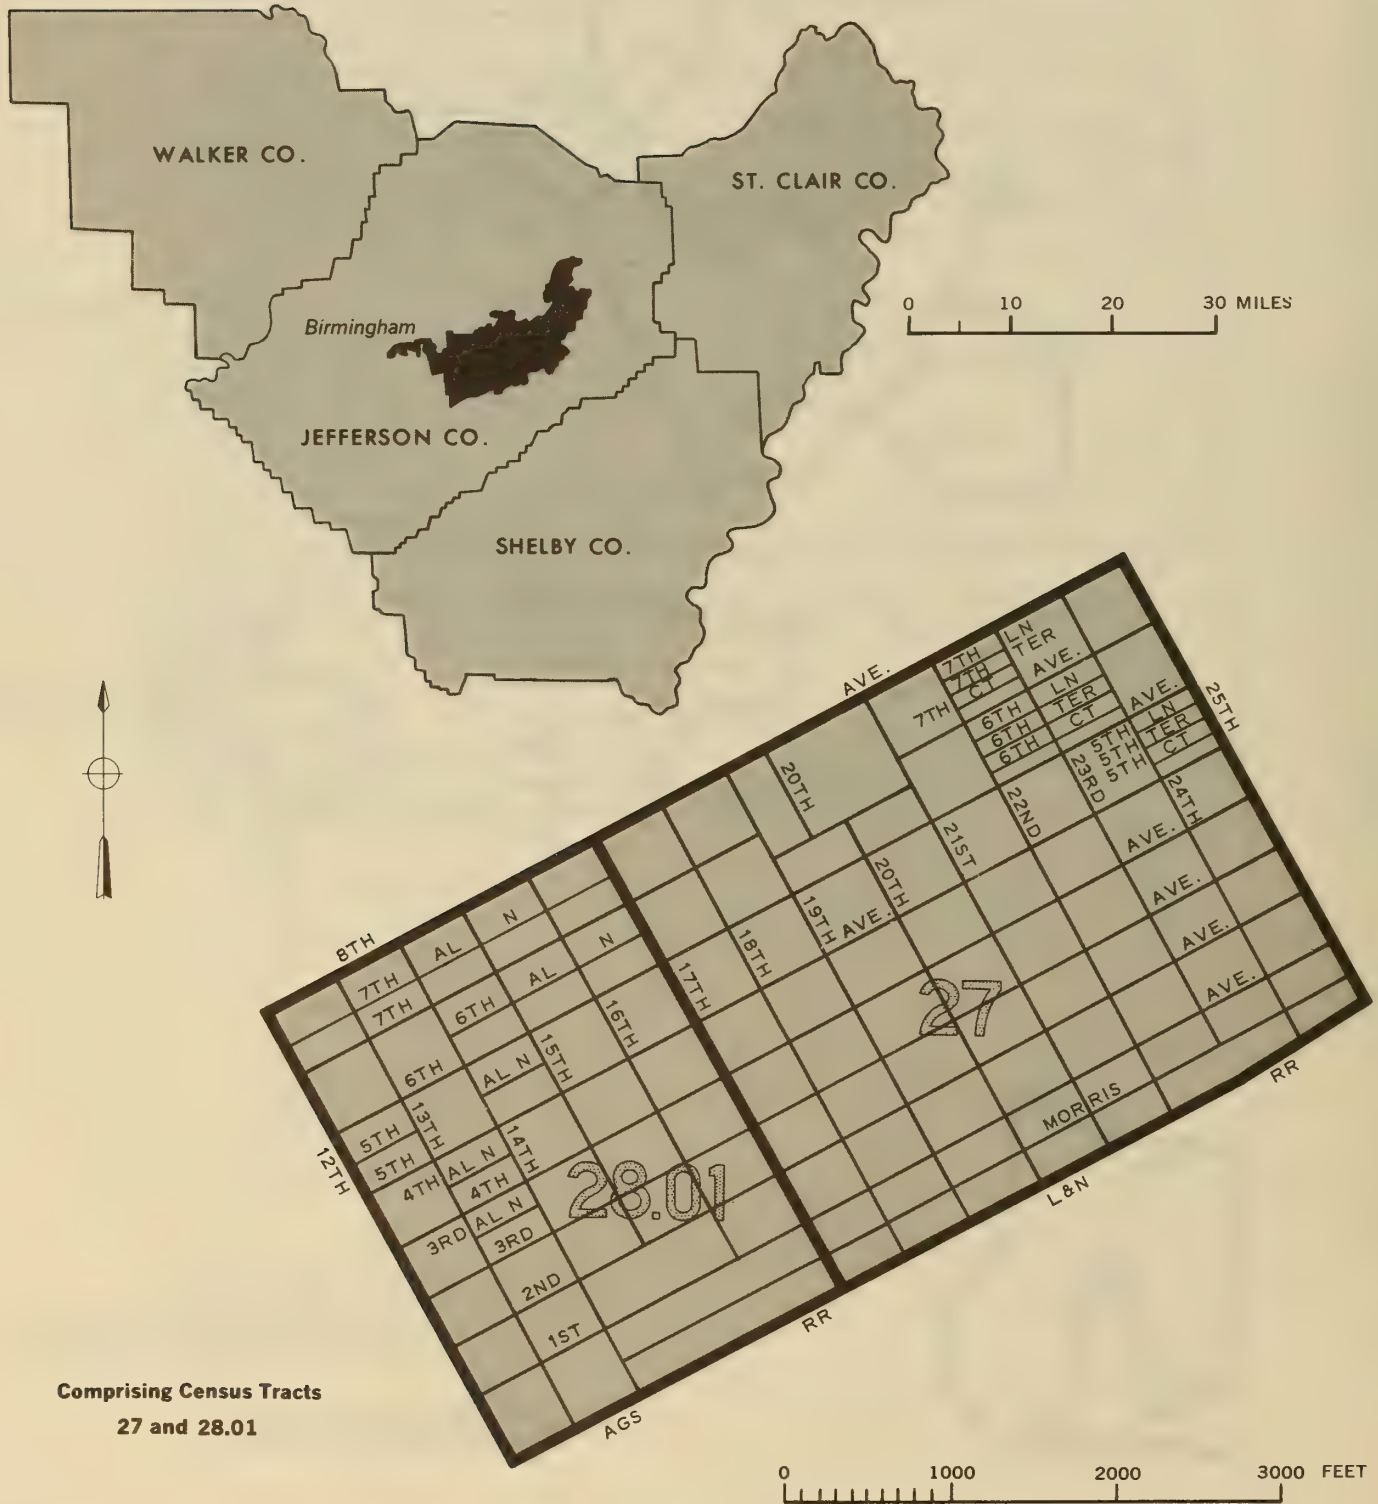 WALKER CO.
ST. CLAIR CO.
0 10 20 30 MILES
Birmingham
JEFFERSON CO.
SHELBY CO.
AVE.
7TH
7TH
CT
LN
TER
AVE.
7TH
6TH
6TH
6TH
LN
TER
CT
AVE.
5TH
5TH
5TH
LN
TER
CT
25TH
20TH
23RD
24TH
22ND
21ST
20TH
19TH
AVE.
18TH
17TH
AVE.
AVE.
AVE.
AVE.
27
MORRIS
RR
L&N
8TH
7TH
AL
N
7TH
6TH
AL
N
16TH
15TH
6TH
AL N
13TH
14TH
5TH
5TH
AL N
12TH
4TH
4TH
AL N
3RD
3RD
28.01
2ND
1ST
RR
AGS
Comprising Census Tracts
27 and 28.01
0 1000 2000 3000 FEET